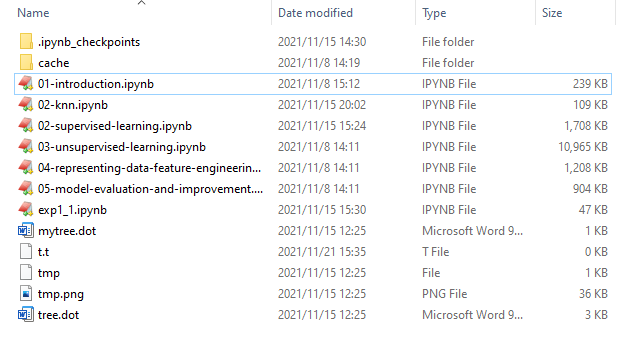 Name Date modified Type Size
.ipynb_checkpoints 2021/11/15 14:30 File folder
cache 2021/11/8 14:19 File folder
01-introduction.ipynb 2021/11/8 15:12 IPYNB File 239 KB
02-knn.ipynb 2021/11/15 20:02 IPYNB File 109 KB
02-supervised-learning.ipynb 2021/11/15 15:24 IPYNB File 1,708 KB
03-unsupervised-learning.ipynb 2021/11/8 14:11 IPYNB File 10,965 KB
04-representing-data-feature-engineerin... 2021/11/8 14:11 IPYNB File 1,208 KB
05-model-evaluation-and-improvement.... 2021/11/8 14:11 IPYNB File 904 KB
exp1_1.ipynb 2021/11/15 15:30 IPYNB File 47 KB
mytree.dot 2021/11/15 12:25 Microsoft Word 9... 1 KB
t.t 2021/11/21 15:35 T File 0 KB
tmp 2021/11/15 12:25 File 1 KB
tmp.png 2021/11/15 12:25 PNG File 36 KB
tree.dot 2021/11/15 12:25 Microsoft Word 9... 3 KB